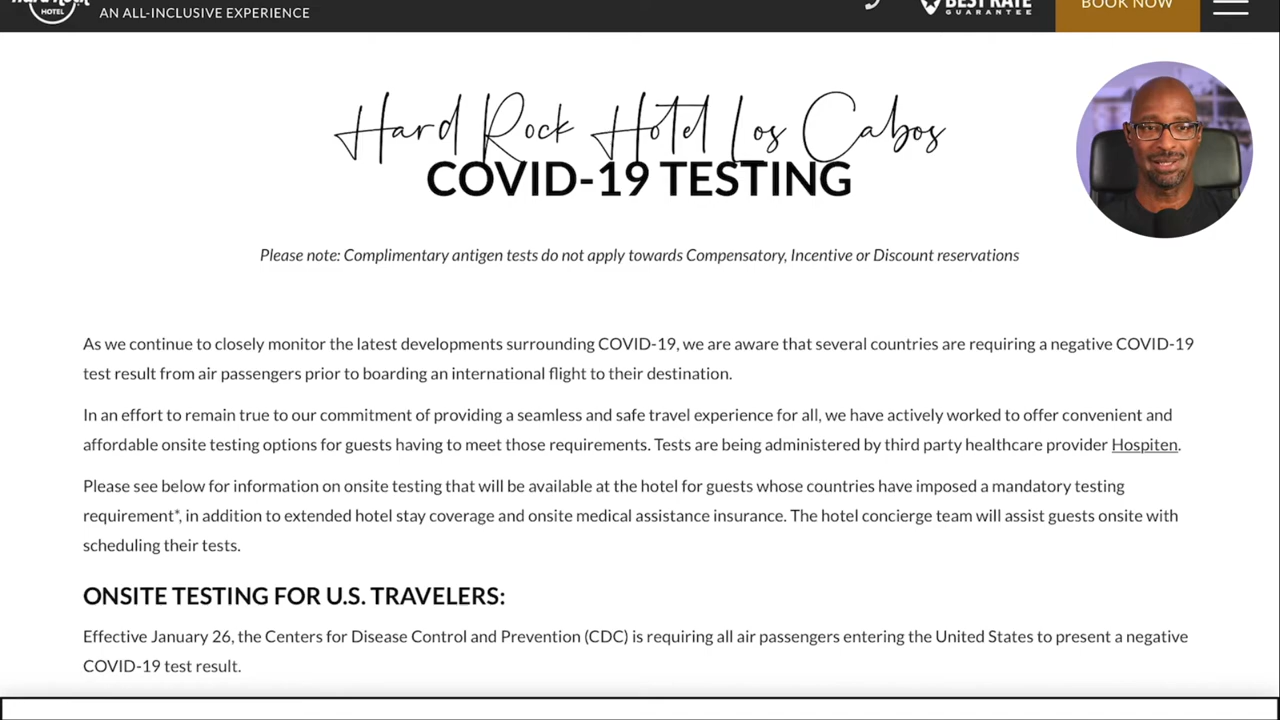 Hard Rock
HOTEL
AN ALL-INCLUSIVE EXPERIENCE
BEST RATE
GUARANTEE
BOOK NOW
Hard Rock Hotel Los Cabos
COVID-19 TESTING
Please note: Complimentary antigen tests do not apply towards Compensatory, Incentive or Discount reservations
As we continue to closely monitor the latest developments surrounding COVID-19, we are aware that several countries are requiring a negative COVID-19
test result from air passengers prior to boarding an international flight to their destination.
In an effort to remain true to our commitment of providing a seamless and safe travel experience for all, we have actively worked to offer convenient and
affordable onsite testing options for guests having to meet those requirements. Tests are being administered by third party healthcare provider Hospiten.
Please see below for information on onsite testing that will be available at the hotel for guests whose countries have imposed a mandatory testing
requirement*, in addition to extended hotel stay coverage and onsite medical assistance insurance. The hotel concierge team will assist guests onsite with
scheduling their tests.
ONSITE TESTING FOR U.S. TRAVELERS:
Effective January 26, the Centers for Disease Control and Prevention (CDC) is requiring all air passengers entering the United States to present a negative
COVID-19 test result.